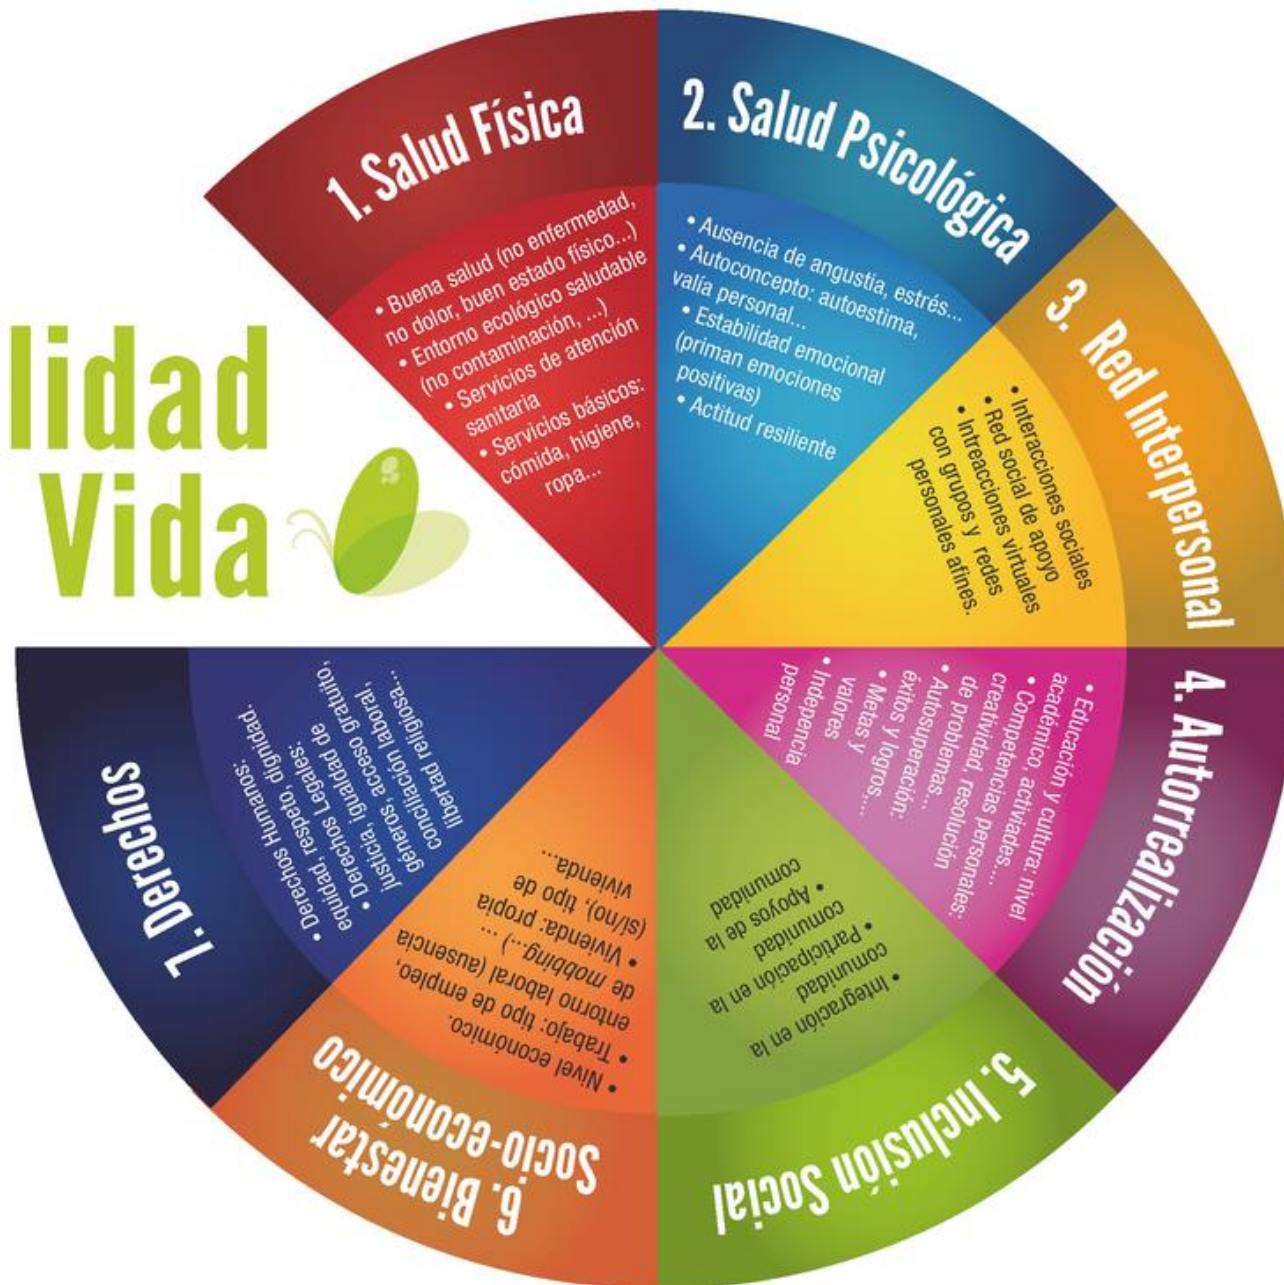 lidad
Vida
1. Salud Física
• Buena salud (no enfermedad,
no dolor, buen estado físico...)
• Entorno ecológico saludable
(no contaminación, ...)
• Servicios de atención
sanitaria
• Servicios básicos:
cómida, higiene,
ropa...
2. Salud Psicológica
• Ausencia de angustia, estrés...
• Autoconcepto: autoestima,
valía personal...
• Estabilidad emocional
(priman emociones
positivas)
• Actitud resiliente
3. Red Interpersonal
• Interacciones sociales
• Red social de apoyo
• Intreacciones virtuales
con grupos y redes
personales afines.
4. Autorrealización
• Educación y cultura: nivel
académico, activiades....
• Competencias personales:
creatividad, resolución
de problemas....
• Autosuperación:
éxitos y logros....
• Metas y
valores
• Indepencia
personal
5. Inclusión Social
• Integración en la
comunidad
• Participación en la
comunidad
• Apoyos de la
comunidad
6. Bienestar
Socio-económico
• Nivel económico.
• Trabajo: tipo de empleo,
entorno laboral (ausencia
de mobbing...) ...
• Vivienda: propia
(sí/no), tipo de
vivienda...
7. Derechos
• Derechos Humanos:
equidad, respeto, dignidad.
• Derechos Legales:
justicia, igualdad de
géneros, acceso gratuito,
conciliación laboral,
libertad religiosa...